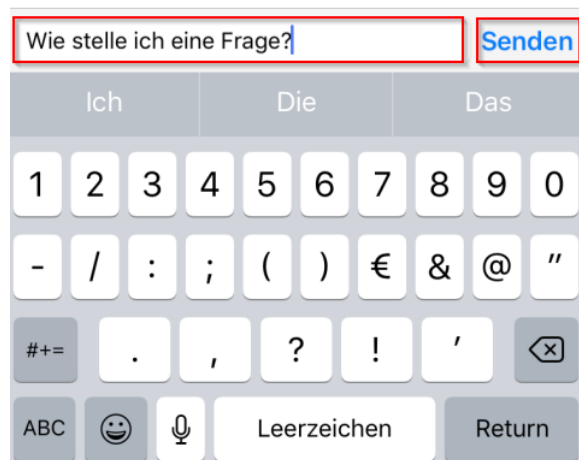 Wie stelle ich eine Frage? Senden
Ich Die Das
1 2 3 4 5 6 7 8 9 0
- / : ; ( ) € & @ "
#+= . , ? ! '
ABC Leerzeichen Return